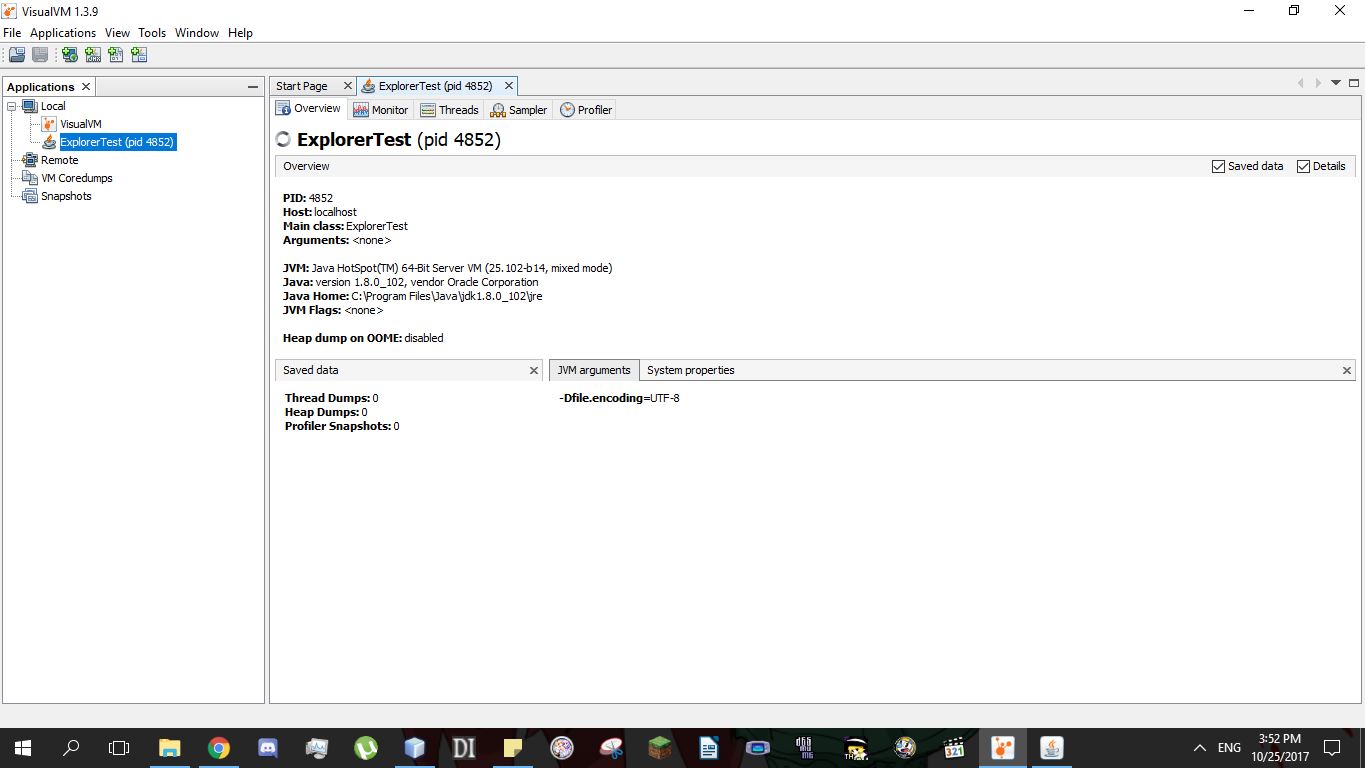 VisualVM 1.3.9
File Applications View Tools Window Help
Applications
Local
VisualVM
ExplorerTest (pid 4852)
Remote
VM Coredumps
Snapshots
Start Page
ExplorerTest (pid 4852)
Overview Monitor Threads Sampler Profiler
ExplorerTest (pid 4852)
Overview
Saved data Details
PID: 4852
Host: localhost
Main class: ExplorerTest
Arguments: <none>
JVM: Java HotSpot(TM) 64-Bit Server VM (25.102-b14, mixed mode)
Java: version 1.8.0_102, vendor Oracle Corporation
Java Home: C:\Program Files\Java\jdk1.8.0_102\jre
JVM Flags: <none>
Heap dump on OOME: disabled
Saved data
Thread Dumps: 0
Heap Dumps: 0
Profiler Snapshots: 0
JVM arguments System properties
-Dfile.encoding=UTF-8
DI
321
ENG
3:52 PM
10/25/2017